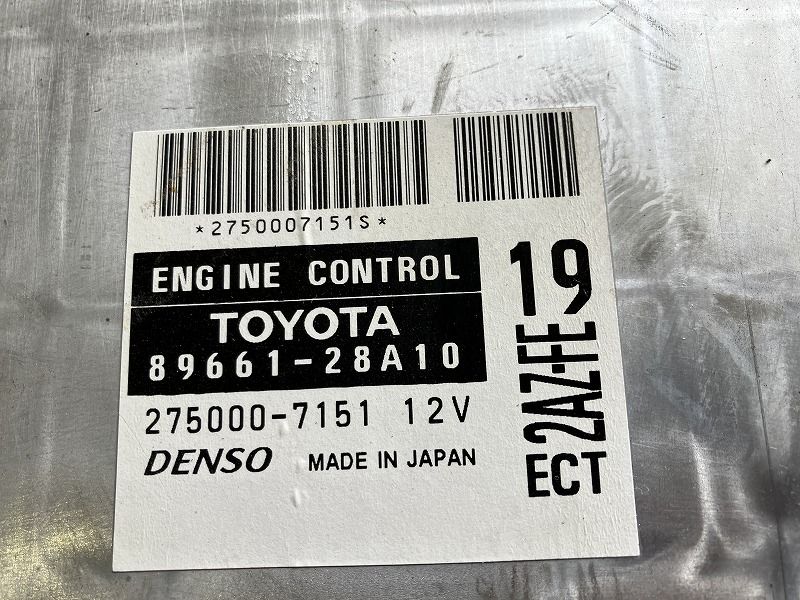 *2750007151S*
ENGINE CONTROL
TOYOTA
89661-28A10
275000-7151 12V
DENSO MADE IN JAPAN
19
2AZ-FE
ECT